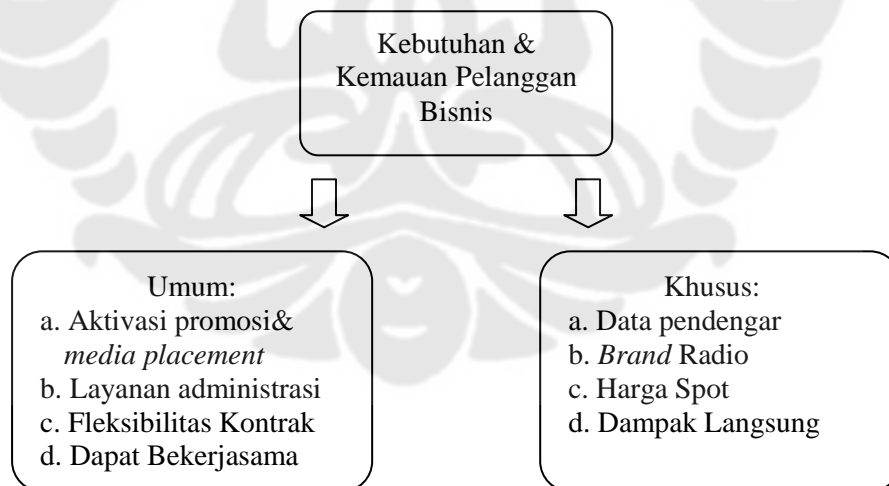 Kebutuhan &
Kemauan Pelanggan
Bisnis
Umum:
a. Aktivasi promosi&
media placement
b. Layanan administrasi
c. Fleksibilitas Kontrak
d. Dapat Bekerjasama
Khusus:
a. Data pendengar
b. Brand Radio
c. Harga Spot
d. Dampak Langsung